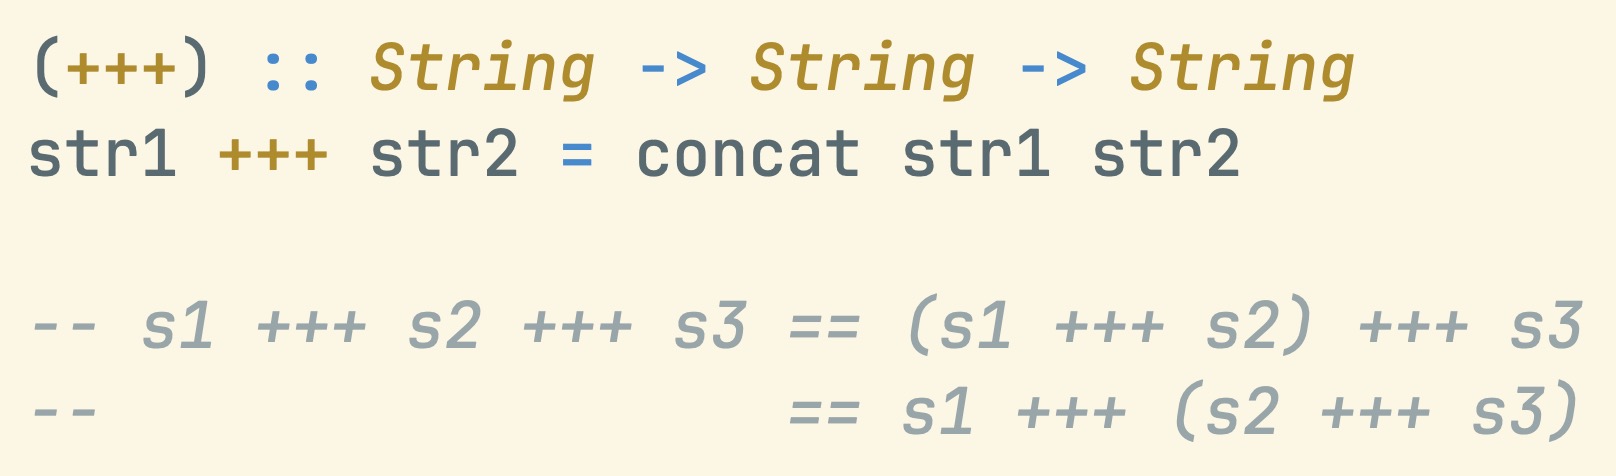 (+++) :: String -> String -> String
str1 +++ str2 = concat str1 str2
-- s1 +++ s2 +++ s3 == (s1 +++ s2) +++ s3
--                  == s1 +++ (s2 +++ s3)